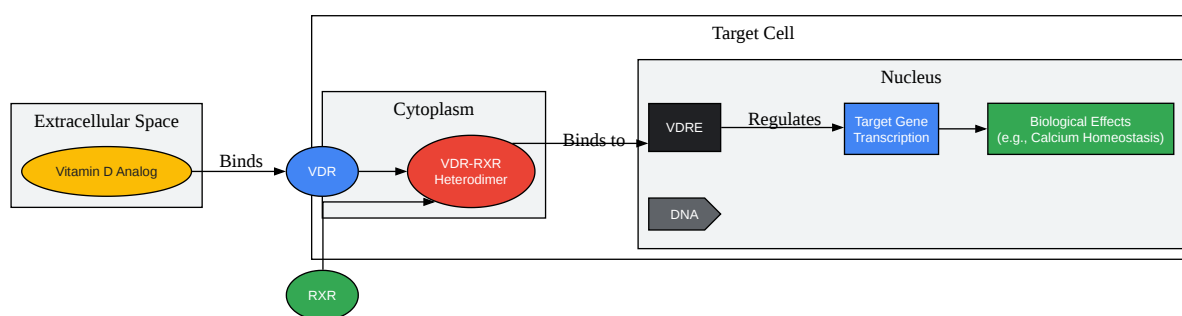 Target Cell
Nucleus
Extracellular Space
Cytoplasm
Vitamin D Analog
Binds
VDR
VDR-RXR
Heterodimer
Binds to
VDRE
Regulates
Target Gene
Transcription
Biological Effects
(e.g., Calcium Homeostasis)
DNA
RXR